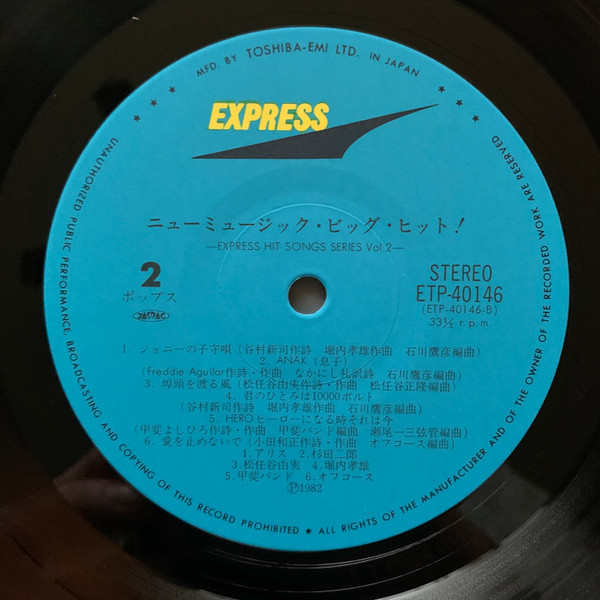 MFD. BY TOSHIBA-EMI LTD. IN JAPAN
EXPRESS
ニューミュージック・ビッグ・ヒット!
—EXPRESS HIT SONGS SERIES Vol 2—
2
ポップス
JASRAC
STEREO
ETP-40146
(ETP-40146-B)
33⅓ r.p.m.
1. ジョニーの子守唄(谷村新司作詩 堀内孝雄作曲 石川鷹彦編曲)
2. ANAK(息子)
(Freddie Aguilar作詩・作曲 なかにし礼訳詩 石川鷹彦編曲)
3. 埠頭を渡る風(松任谷由実作詩・作曲 松任谷正隆編曲)
4. 君のひとみは10000ボルト
(谷村新司作詩 堀内孝雄作曲 石川鷹彦編曲)
5. HERO(ヒーローになる時それは今)
(甲斐よしひろ作詩・作曲 甲斐バンド編曲 瀬尾一三弦管編曲)
6. 愛を止めないで(小田和正作詩・作曲 オフコース編曲)
1. アリス 2. 杉田二郎
3. 松任谷由実 4. 堀内孝雄
5. 甲斐バンド 6. オフコース
Ⓟ1982
UNAUTHORIZED PUBLIC PERFORMANCE, BROADCASTING AND COPYING OF THIS RECORD PROHIBITED ★ ALL RIGHTS OF THE MANUFACTURER AND OF THE OWNER OF THE RECORDED WORK ARE RESERVED